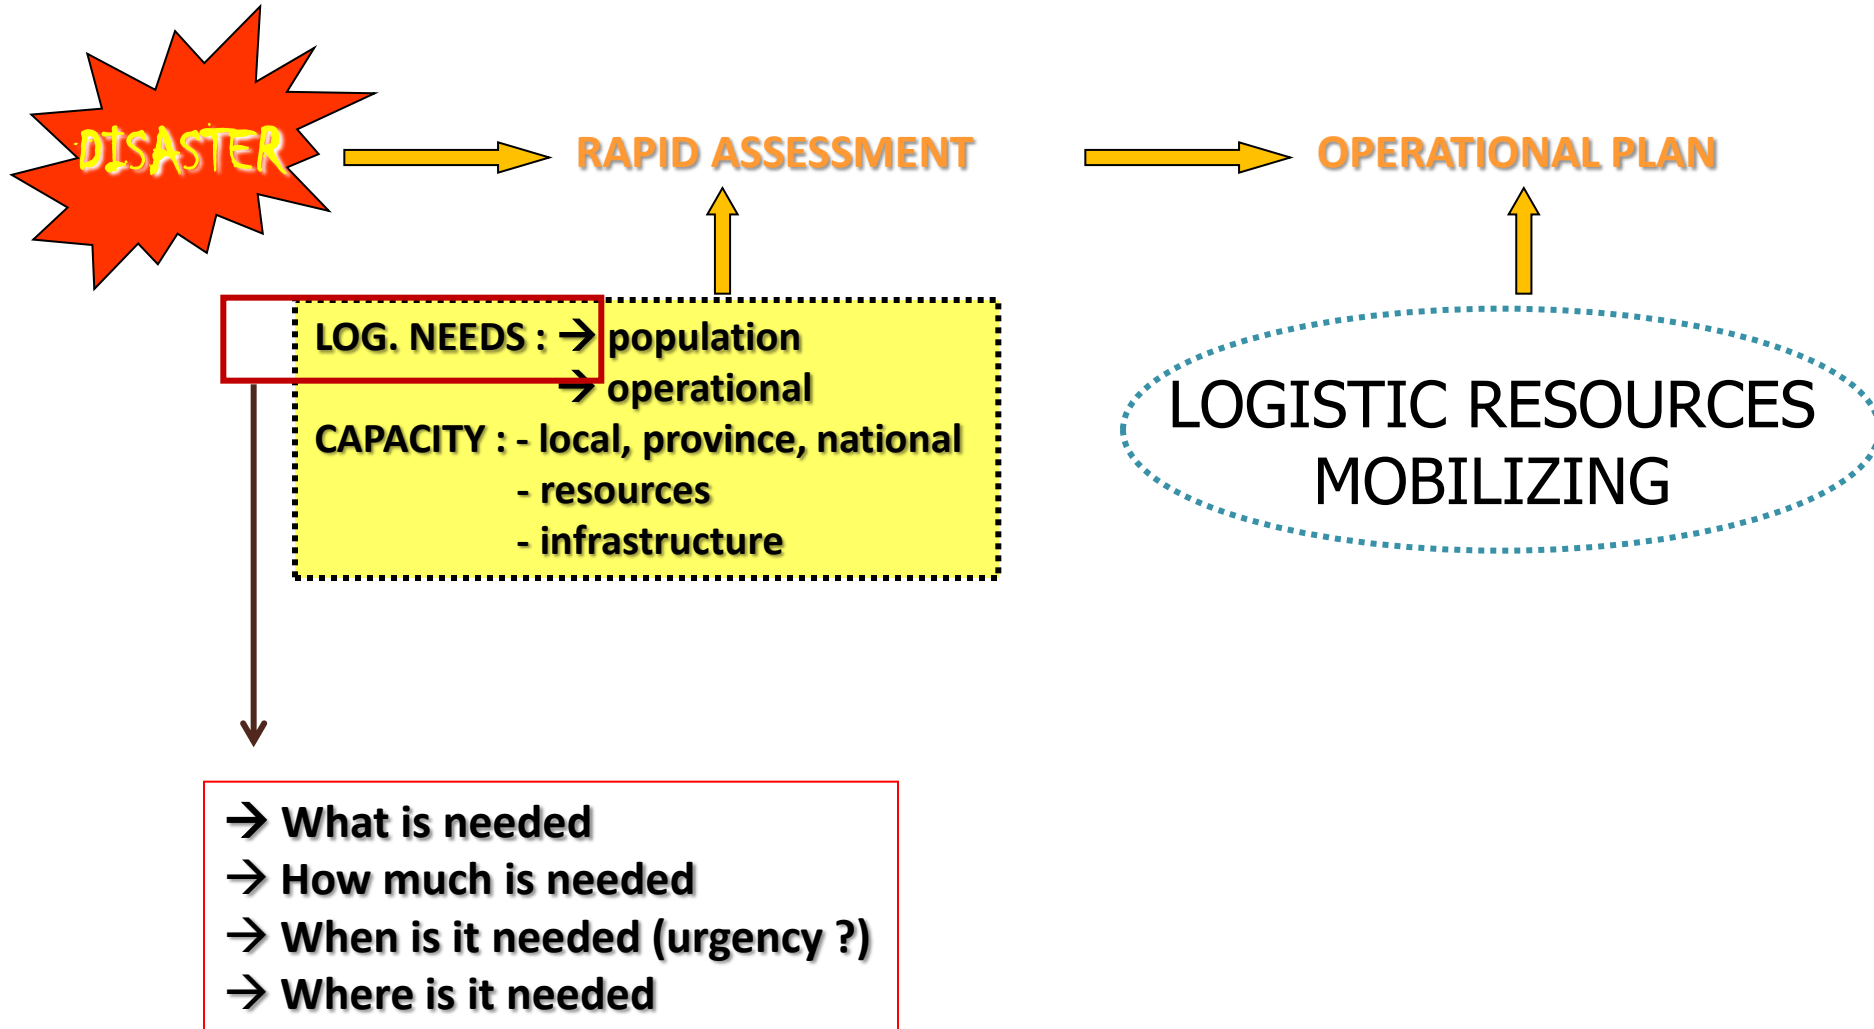 DISASTER
RAPID ASSESSMENT
OPERATIONAL PLAN
LOG. NEEDS : → population
→ operational
CAPACITY : - local, province, national
- resources
- infrastructure
LOGISTIC RESOURCES
MOBILIZING
→ What is needed
→ How much is needed
→ When is it needed (urgency ?)
→ Where is it needed